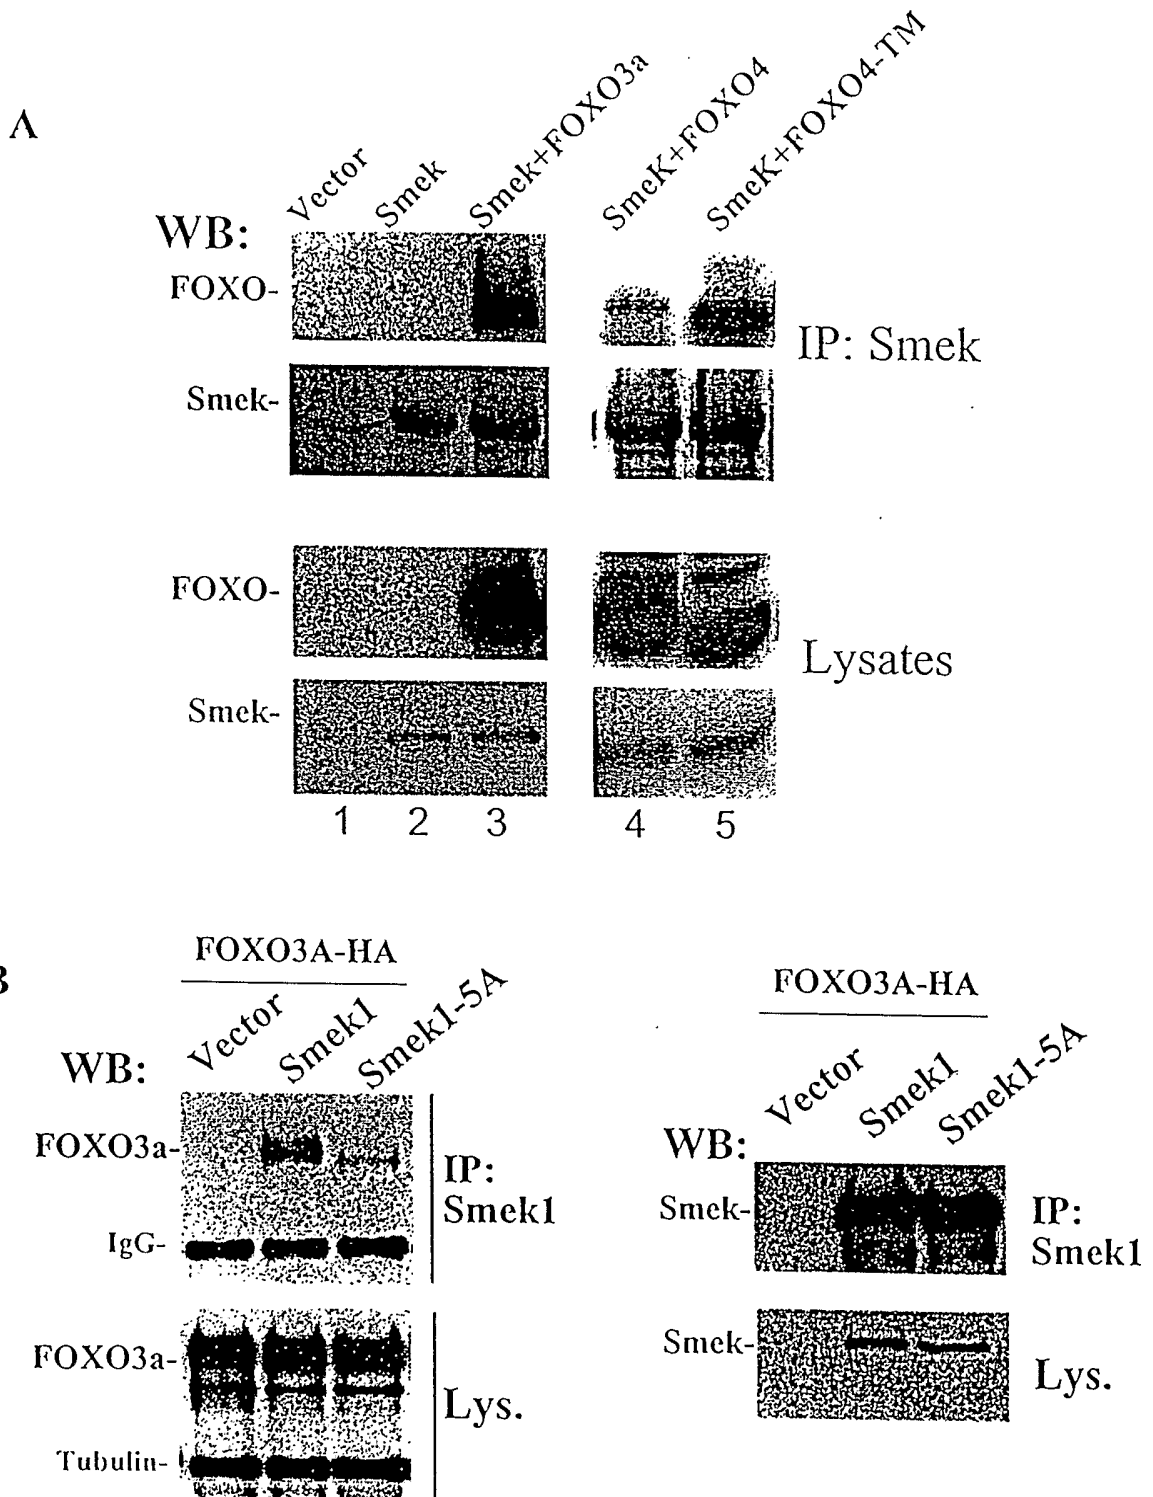 A
Vector
Smek
Smek+FOXO3a
SmeK+FOXO4
SmeK+FOXO4-TM
WB:
FOXO-
IP: Smek
Smek-
FOXO-
Lysates
Smek-
1 2 3 4 5
B
FOXO3A-HA
Vector
Smek1
Smek1-5A
WB:
FOXO3a-
IP:
Smek1
IgG-
FOXO3a-
Lys.
Tubulin-
FOXO3A-HA
Vector
Smek1
Smek1-5A
WB:
Smek-
IP:
Smek1
Smek-
Lys.